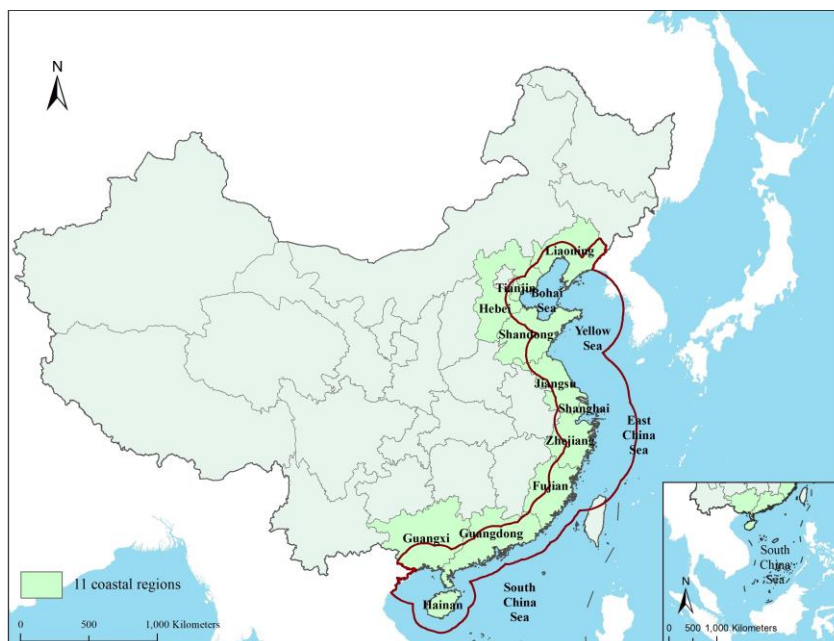 N
Liaoning
Tianjin
Bohai
Sea
Hebei
Shandong
Yellow
Sea
Jiangsu
Shanghai
East
China
Sea
Zhejiang
Fujian
Guangxi
Guangdong
South
China
Sea
Hainan
11 coastal regions
0 500 1,000 Kilometers
South
China
Sea
N
0 500 1,000 Kilometers